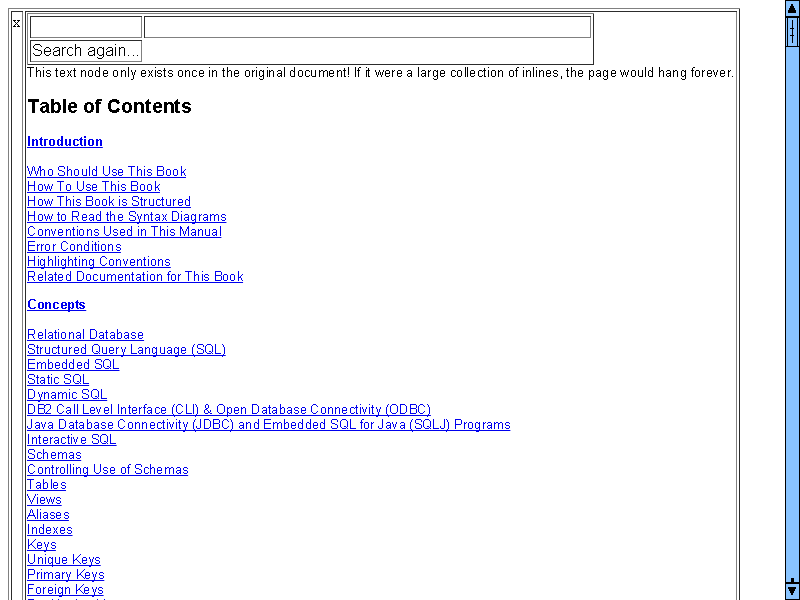 x
Search again...
This text node only exists once in the original document! If it were a large collection of inlines, the page would hang forever.
Table of Contents
Introduction
Who Should Use This Book
How To Use This Book
How This Book is Structured
How to Read the Syntax Diagrams
Conventions Used in This Manual
Error Conditions
Highlighting Conventions
Related Documentation for This Book
Concepts
Relational Database
Structured Query Language (SQL)
Embedded SQL
Static SQL
Dynamic SQL
DB2 Call Level Interface (CLI) & Open Database Connectivity (ODBC)
Java Database Connectivity (JDBC) and Embedded SQL for Java (SQLJ) Programs
Interactive SQL
Schemas
Controlling Use of Schemas
Tables
Views
Aliases
Indexes
Keys
Unique Keys
Primary Keys
Foreign Keys